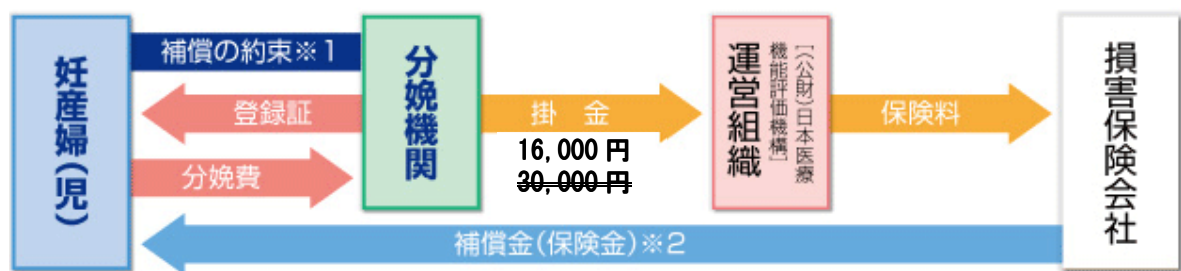 妊産婦(児)
補償の約束※1
登録証
分娩費
分娩機関
掛 金
16,000円
30,000円
運営組織
[(公財)日本医療
機能評価機構]
保険料
損害保険会社
補償金(保険金)※2